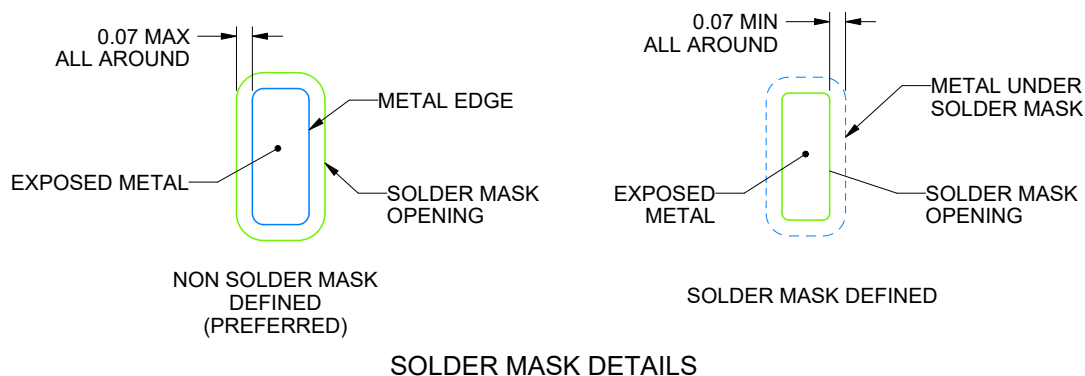 0.07 MAX
ALL AROUND
METAL EDGE
EXPOSED METAL
SOLDER MASK
OPENING
NON SOLDER MASK
DEFINED
(PREFERRED)
0.07 MIN
ALL AROUND
METAL UNDER
SOLDER MASK
EXPOSED
METAL
SOLDER MASK
OPENING
SOLDER MASK DEFINED
SOLDER MASK DETAILS